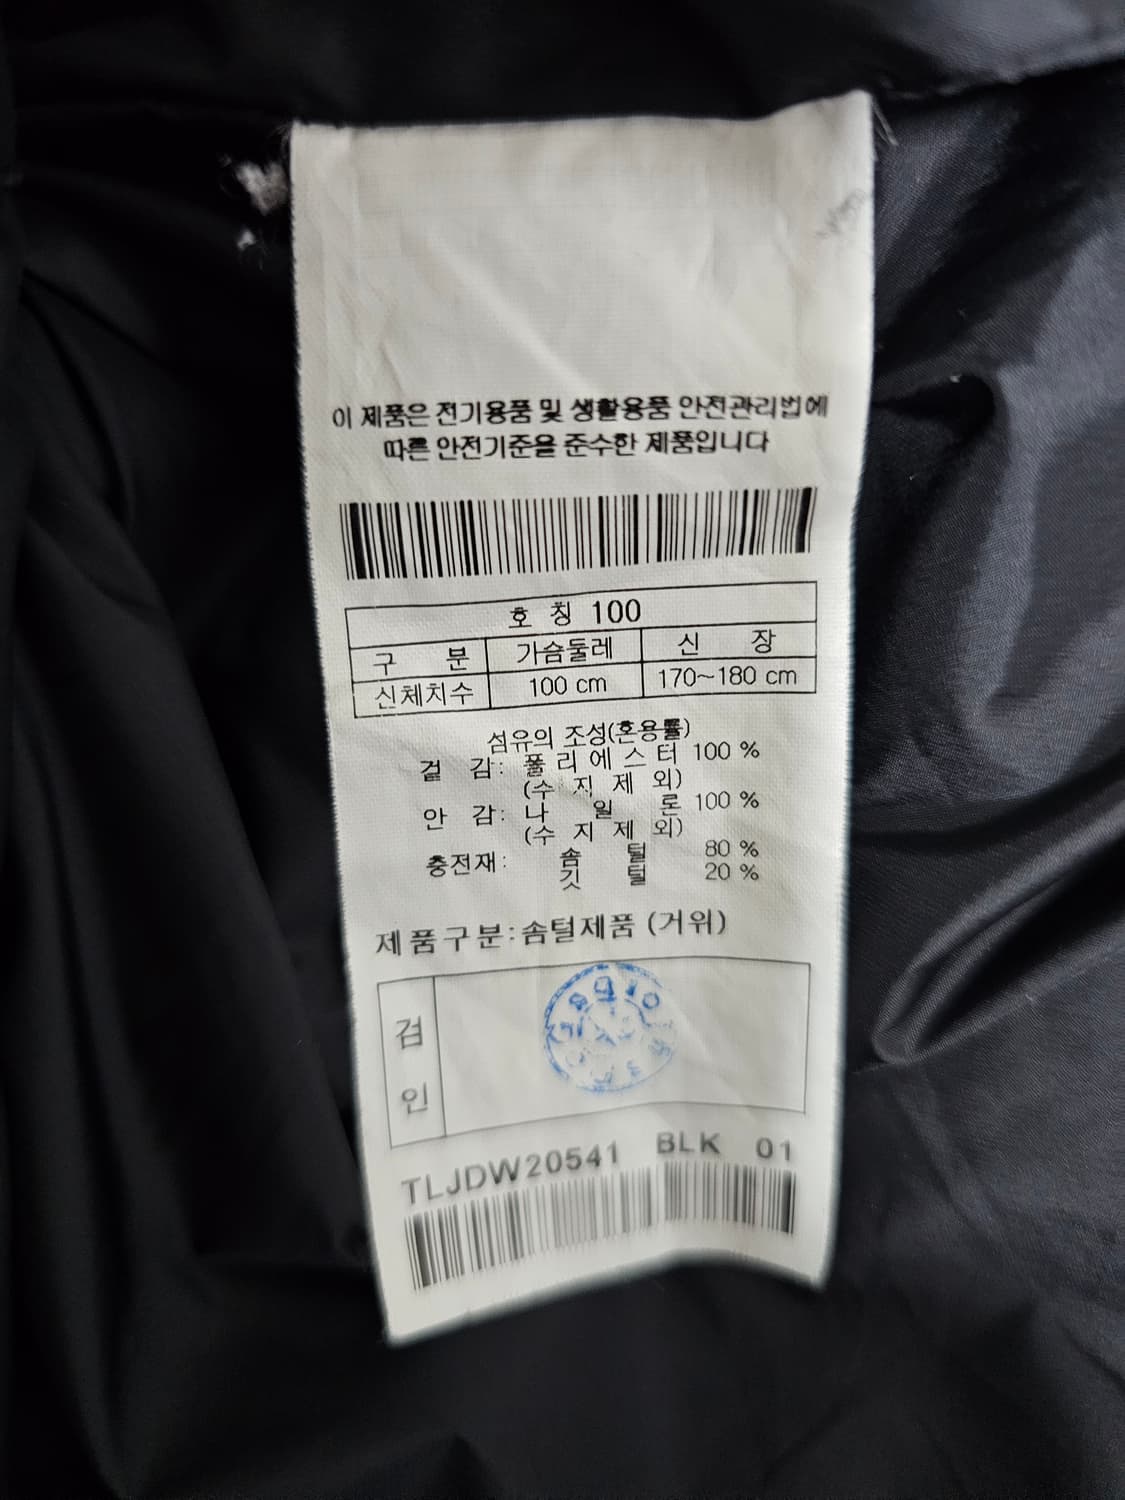 이 제품은 전기용품 및 생활용품 안전관리법에
따른 안전기준을 준수한 제품입니다
호 칭 100
구 분 가슴둘레 신 장
신체치수 100 cm 170~180 cm
섬유의 조성(혼용률)
겉 감: 폴리에스터 100 %
(수 지 제 외)
안 감: 나 일 론 100 %
(수 지 제 외)
충전재: 솜 털 80 %
깃 털 20 %
제품구분:솜털제품 (거위)
검
인
TLJDW20541 BLK 01